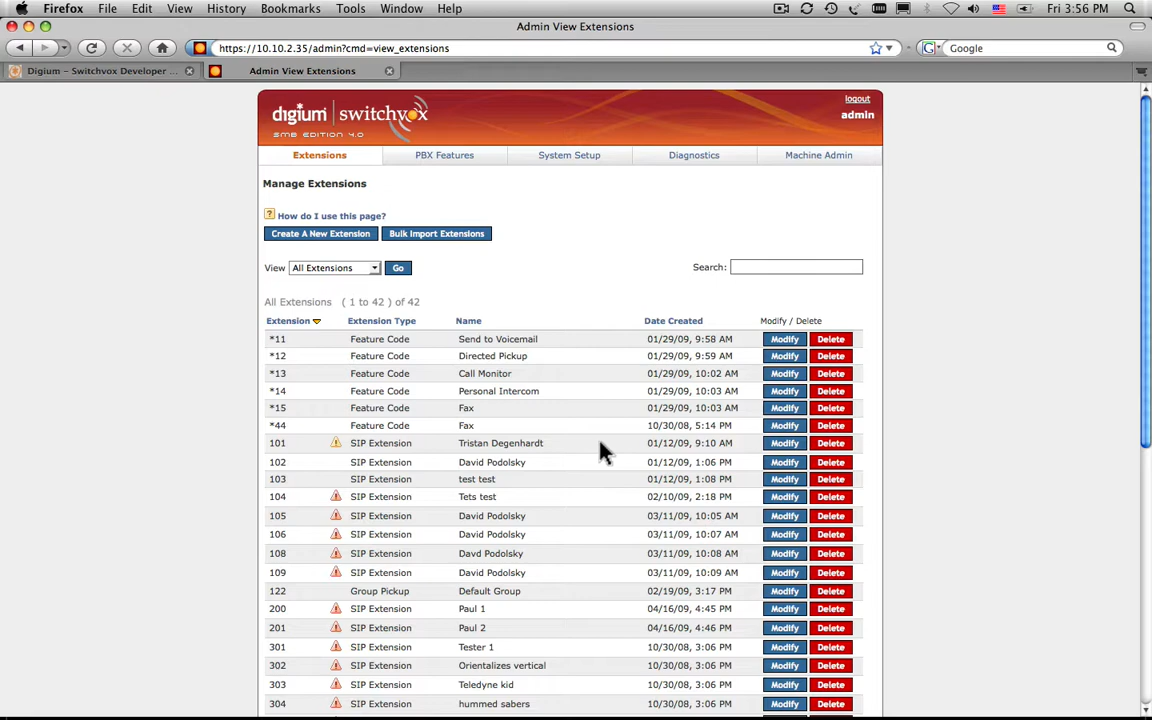 Firefox File Edit View History Bookmarks Tools Window Help Fri 3:56 PM
Admin View Extensions
https://10.10.2.35/admin?cmd=view_extensions Google
Digium – Switchvox Developer ... Admin View Extensions
digium switchvox logout
admin
SMB EDITION 4.0
Extensions PBX Features System Setup Diagnostics Machine Admin
Manage Extensions
? How do I use this page?
Create A New Extension Bulk Import Extensions
View All Extensions Go Search:
All Extensions ( 1 to 42 ) of 42
Extension Extension Type Name Date Created Modify / Delete
*11 Feature Code Send to Voicemail 01/29/09, 9:58 AM Modify Delete
*12 Feature Code Directed Pickup 01/29/09, 9:59 AM Modify Delete
*13 Feature Code Call Monitor 01/29/09, 10:02 AM Modify Delete
*14 Feature Code Personal Intercom 01/29/09, 10:03 AM Modify Delete
*15 Feature Code Fax 01/29/09, 10:03 AM Modify Delete
*44 Feature Code Fax 10/30/08, 5:14 PM Modify Delete
101 SIP Extension Tristan Degenhardt 01/12/09, 9:10 AM Modify Delete
102 SIP Extension David Podolsky 01/12/09, 1:06 PM Modify Delete
103 SIP Extension test test 01/12/09, 1:08 PM Modify Delete
104 SIP Extension Tets test 02/10/09, 2:18 PM Modify Delete
105 SIP Extension David Podolsky 03/11/09, 10:05 AM Modify Delete
106 SIP Extension David Podolsky 03/11/09, 10:07 AM Modify Delete
108 SIP Extension Davd Podolsky 03/11/09, 10:08 AM Modify Delete
109 SIP Extension David Podolsky 03/11/09, 10:09 AM Modify Delete
122 Group Pickup Default Group 02/19/09, 3:17 PM Modify Delete
200 SIP Extension Paul 1 04/16/09, 4:45 PM Modify Delete
201 SIP Extension Paul 2 04/16/09, 4:46 PM Modify Delete
301 SIP Extension Tester 1 10/30/08, 3:06 PM Modify Delete
302 SIP Extension Orientalizes vertical 10/30/08, 3:06 PM Modify Delete
303 SIP Extension Teledyne kid 10/30/08, 3:06 PM Modify Delete
304 SIP Extension hummed sabers 10/30/08, 3:06 PM Modify Delete